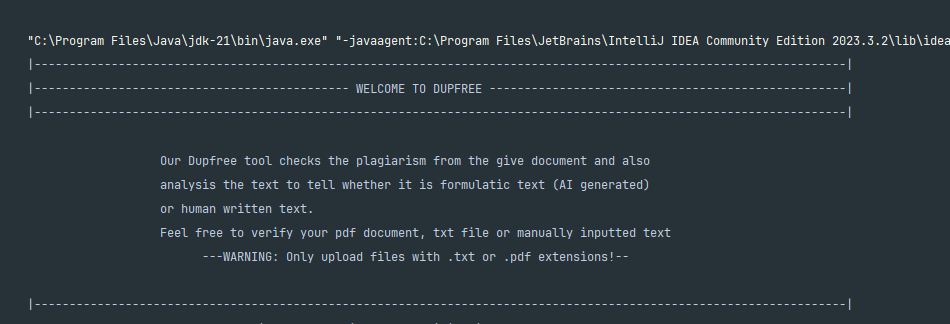 "C:\Program Files\Java\jdk-21\bin\java.exe" "-javaagent:C:\Program Files\JetBrains\IntelliJ IDEA Community Edition 2023.3.2\lib\idea
|--------------------------------------------------------------------------------------------------------------------|
|--------------------------------------------- WELCOME TO DUPFREE ---------------------------------------------------|
|--------------------------------------------------------------------------------------------------------------------|
Our Dupfree tool checks the plagiarism from the give document and also
analysis the text to tell whether it is formulatic text (AI generated)
or human written text.
Feel free to verify your pdf document, txt file or manually inputted text
---WARNING: Only upload files with .txt or .pdf extensions!--
|--------------------------------------------------------------------------------------------------------------------|